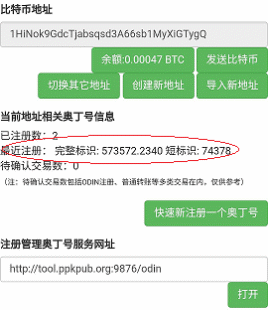 比特币地址
1HiNok9GdcTjabsqsd3A66sb1MyXiGTygQ
余额:0.00047 BTC 发送比特币
切换其它地址 创建新地址 导入新地址
当前地址相关奥丁号信息
已注册数：2
最近注册： 完整标识: 573572.2340 短标识: 74378
待确认交易数：0
(注：待确认交易数包括ODIN注册、普通转账等多类交易在内，仅供参考)
快速新注册一个奥丁号
注册管理奥丁号服务网址
http://tool.ppkpub.org:9876/odin
打开